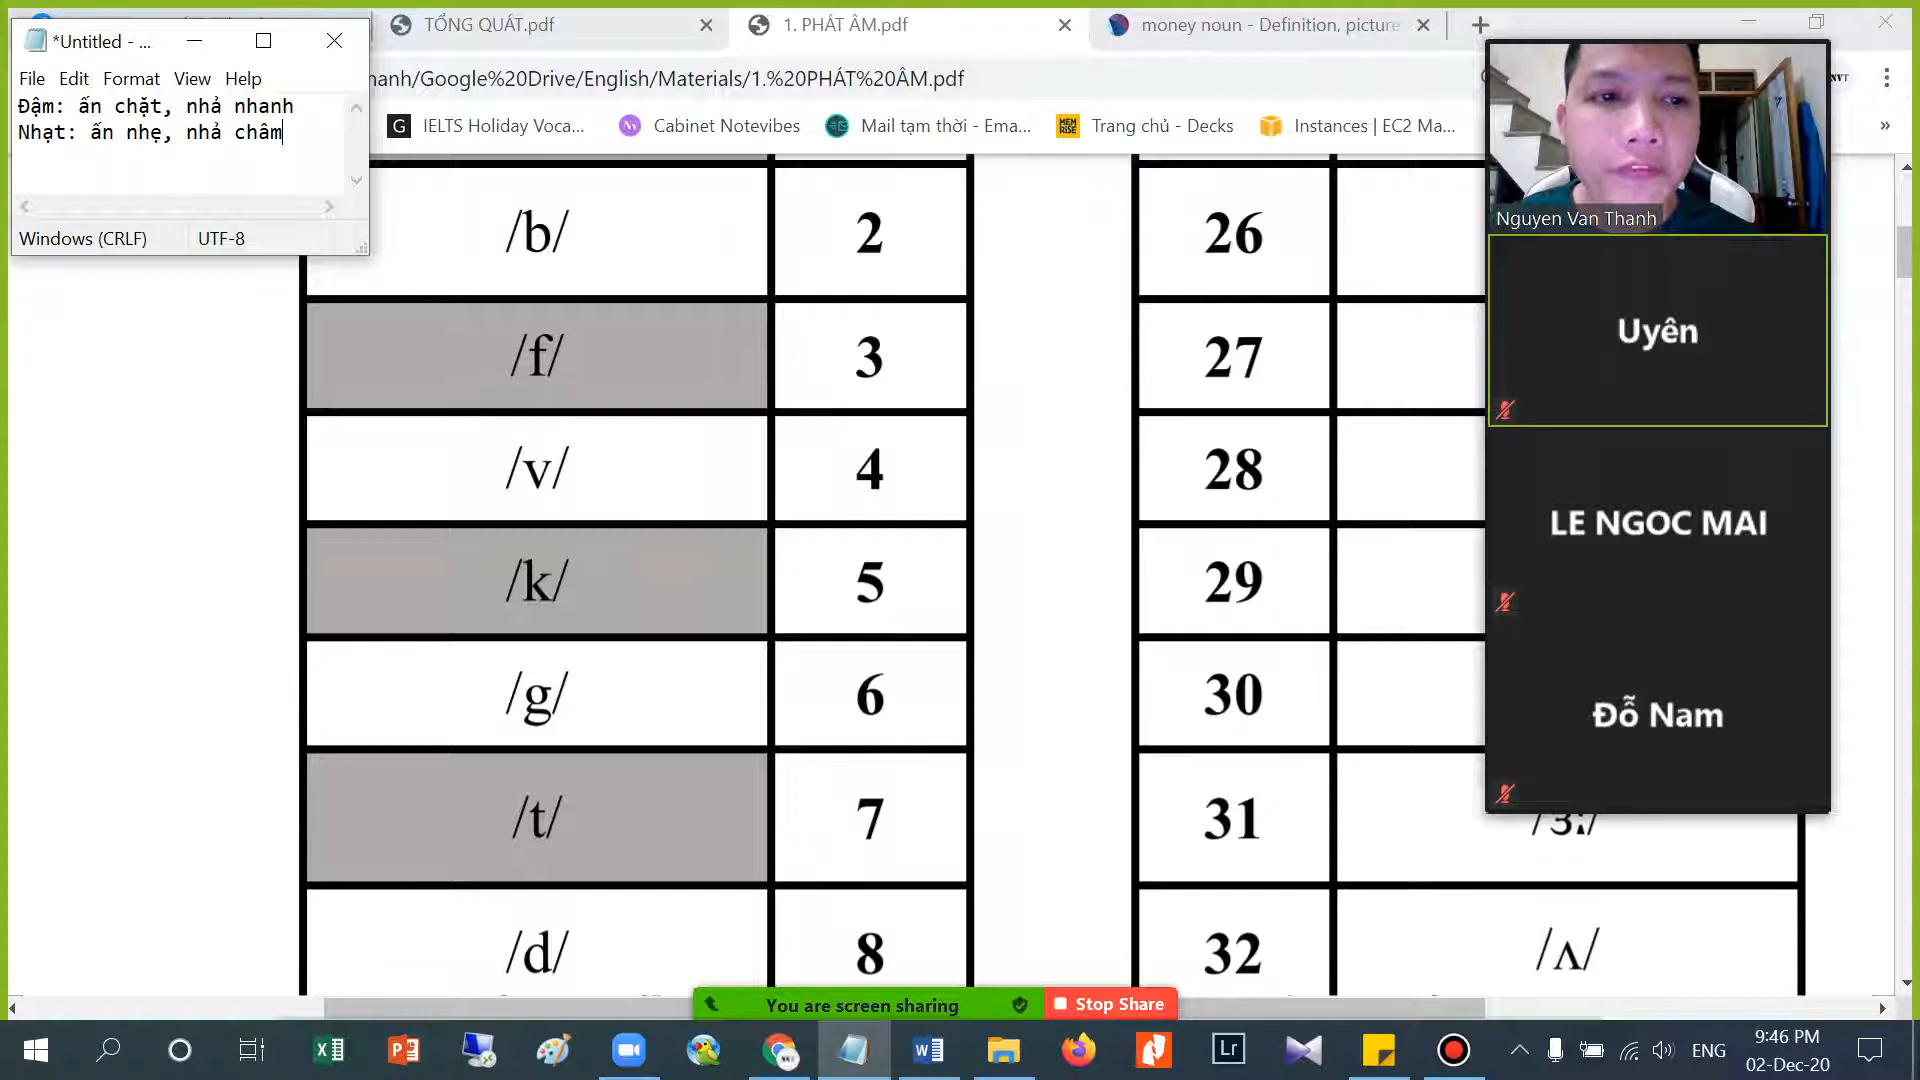 *Untitled - ...
File Edit Format View Help
Đậm: ấn chặt, nhả nhanh
Nhạt: ấn nhẹ, nhả châm
Windows (CRLF) UTF-8
TỔNG QUÁT.pdf
1. PHÁT ÂM.pdf
money noun - Definition, picture
hanh/Google%20Drive/English/Materials/1.%20PHÁT%20ÂM.pdf
IELTS Holiday Voca...
Cabinet Notevibes
Mail tạm thời - Ema...
Trang chủ - Decks
Instances | EC2 Ma...
/b/ 2 26
/f/ 3 27
/v/ 4 28
/k/ 5 29
/g/ 6 30
/t/ 7 31 /ɜː/
/d/ 8 32 /ʌ/
Nguyen Van Thanh
Uyên
LE NGOC MAI
Đỗ Nam
You are screen sharing
Stop Share
Lr
ENG
9:46 PM
02-Dec-20